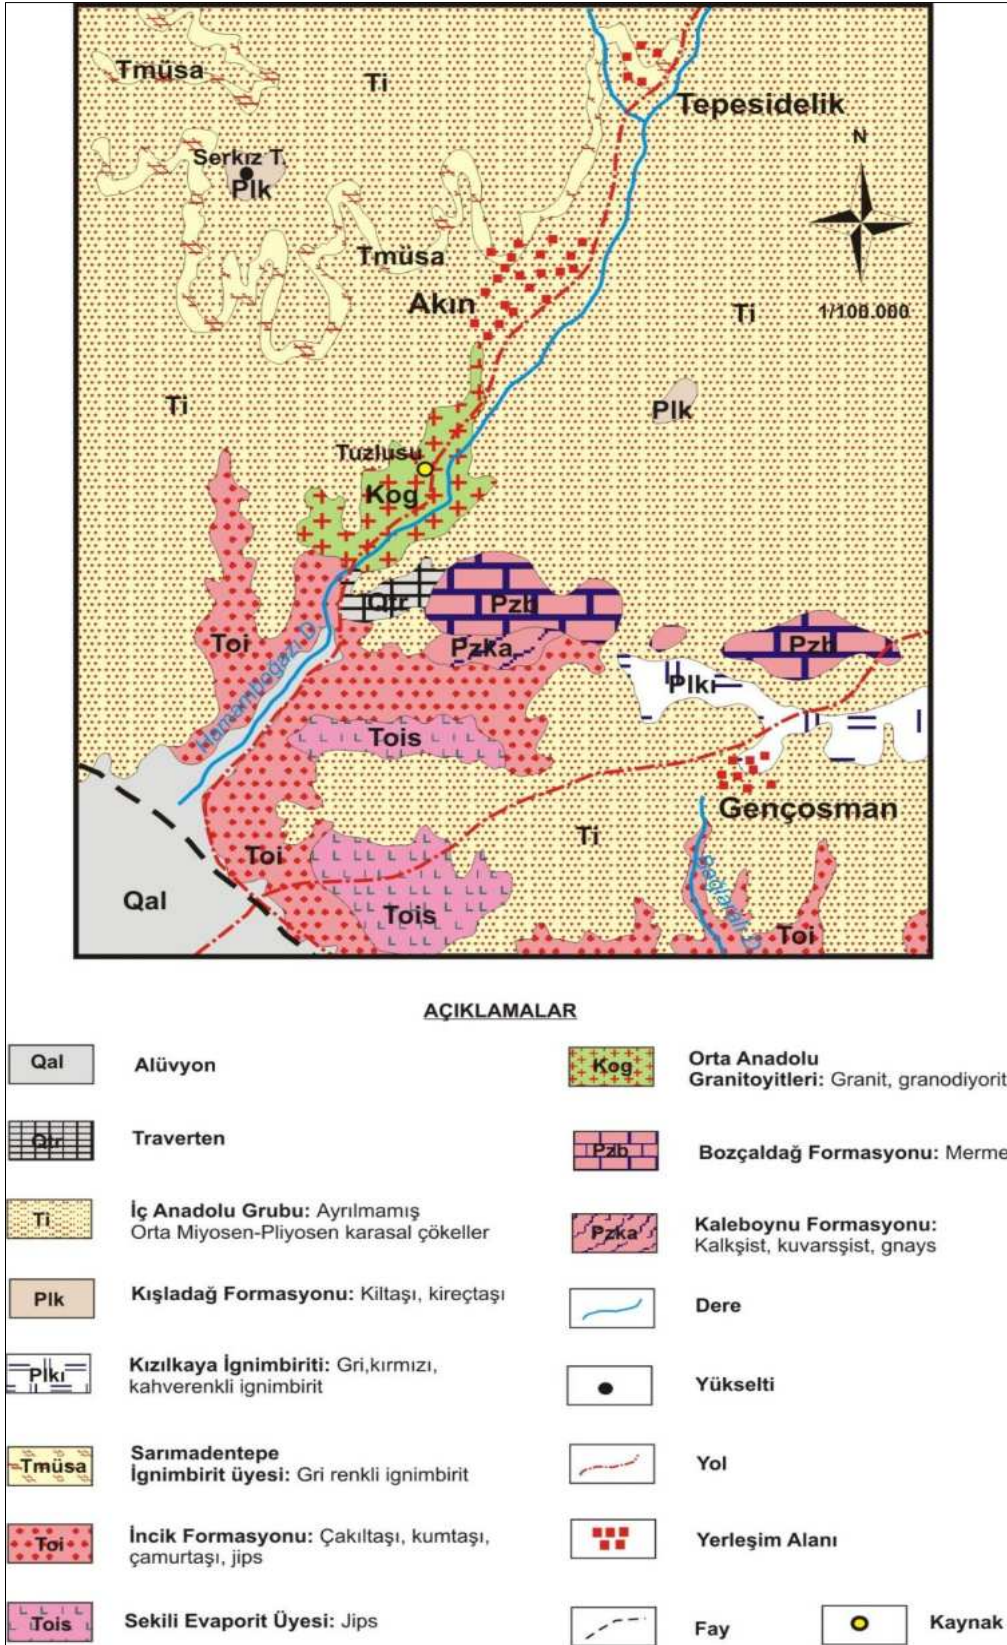 Tmüsa
Ti
Tepesidelik
N
Serkız T.
Plk
Tmüsa
Akın
Ti
1/100.000
Ti
Plk
Tuzlusu
Kog
Qtr
Pzb
Toi
Pzka
Pzb
Hamamboğazı D.
Plkı
Tois
Gençosman
Ti
Toi
Qal
Tois
Bağlaraltı D.
Toi
AÇIKLAMALAR
Qal
Alüvyon
Qtr
Traverten
Ti
İç Anadolu Grubu: Ayrılmamış
Orta Miyosen-Pliyosen karasal çökeller
Plk
Kışladağ Formasyonu: Kiltaşı, kireçtaşı
Plkı
Kızılkaya İgnimbiriti: Gri,kırmızı,
kahverenkli ignimbirit
Tmüsa
Sarımadentepe
İgnimbirit üyesi: Gri renkli ignimbirit
Toi
İncik Formasyonu: Çakıltaşı, kumtaşı,
çamurtaşı, jips
Tois
Sekili Evaporit Üyesi: Jips
Kog
Orta Anadolu
Granitoyitleri: Granit, granodiyorit
Pzb
Bozçaldağ Formasyonu: Merme
Pzka
Kaleboynu Formasyonu:
Kalkşist, kuvarsşist, gnays
Dere
Yükselti
Yol
Yerleşim Alanı
Fay
Kaynak